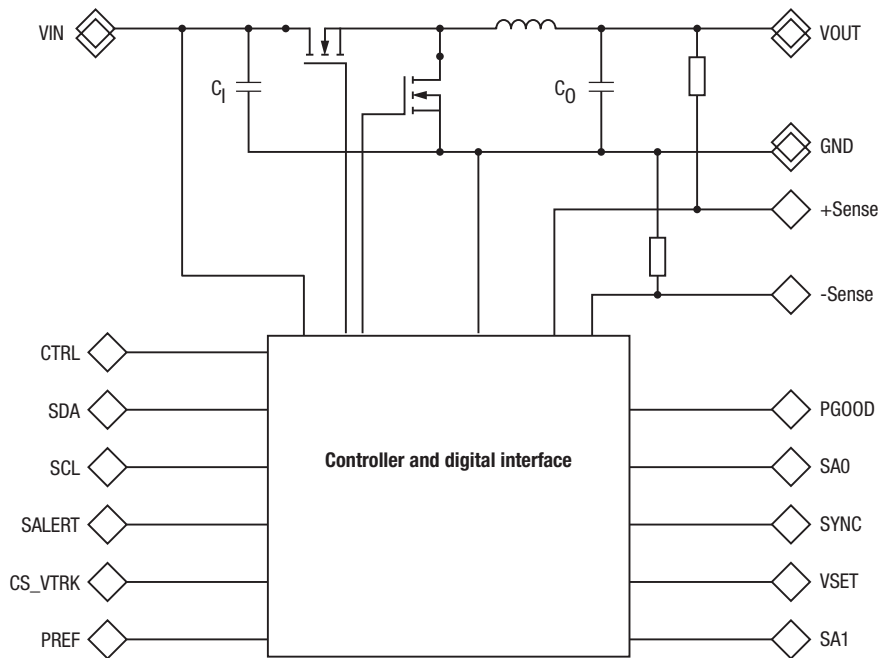 VIN
VOUT
C_I
C_O
GND
+Sense
-Sense
CTRL
SDA
PGOOD
SCL
Controller and digital interface
SA0
SALERT
SYNC
CS_VTRK
VSET
PREF
SA1